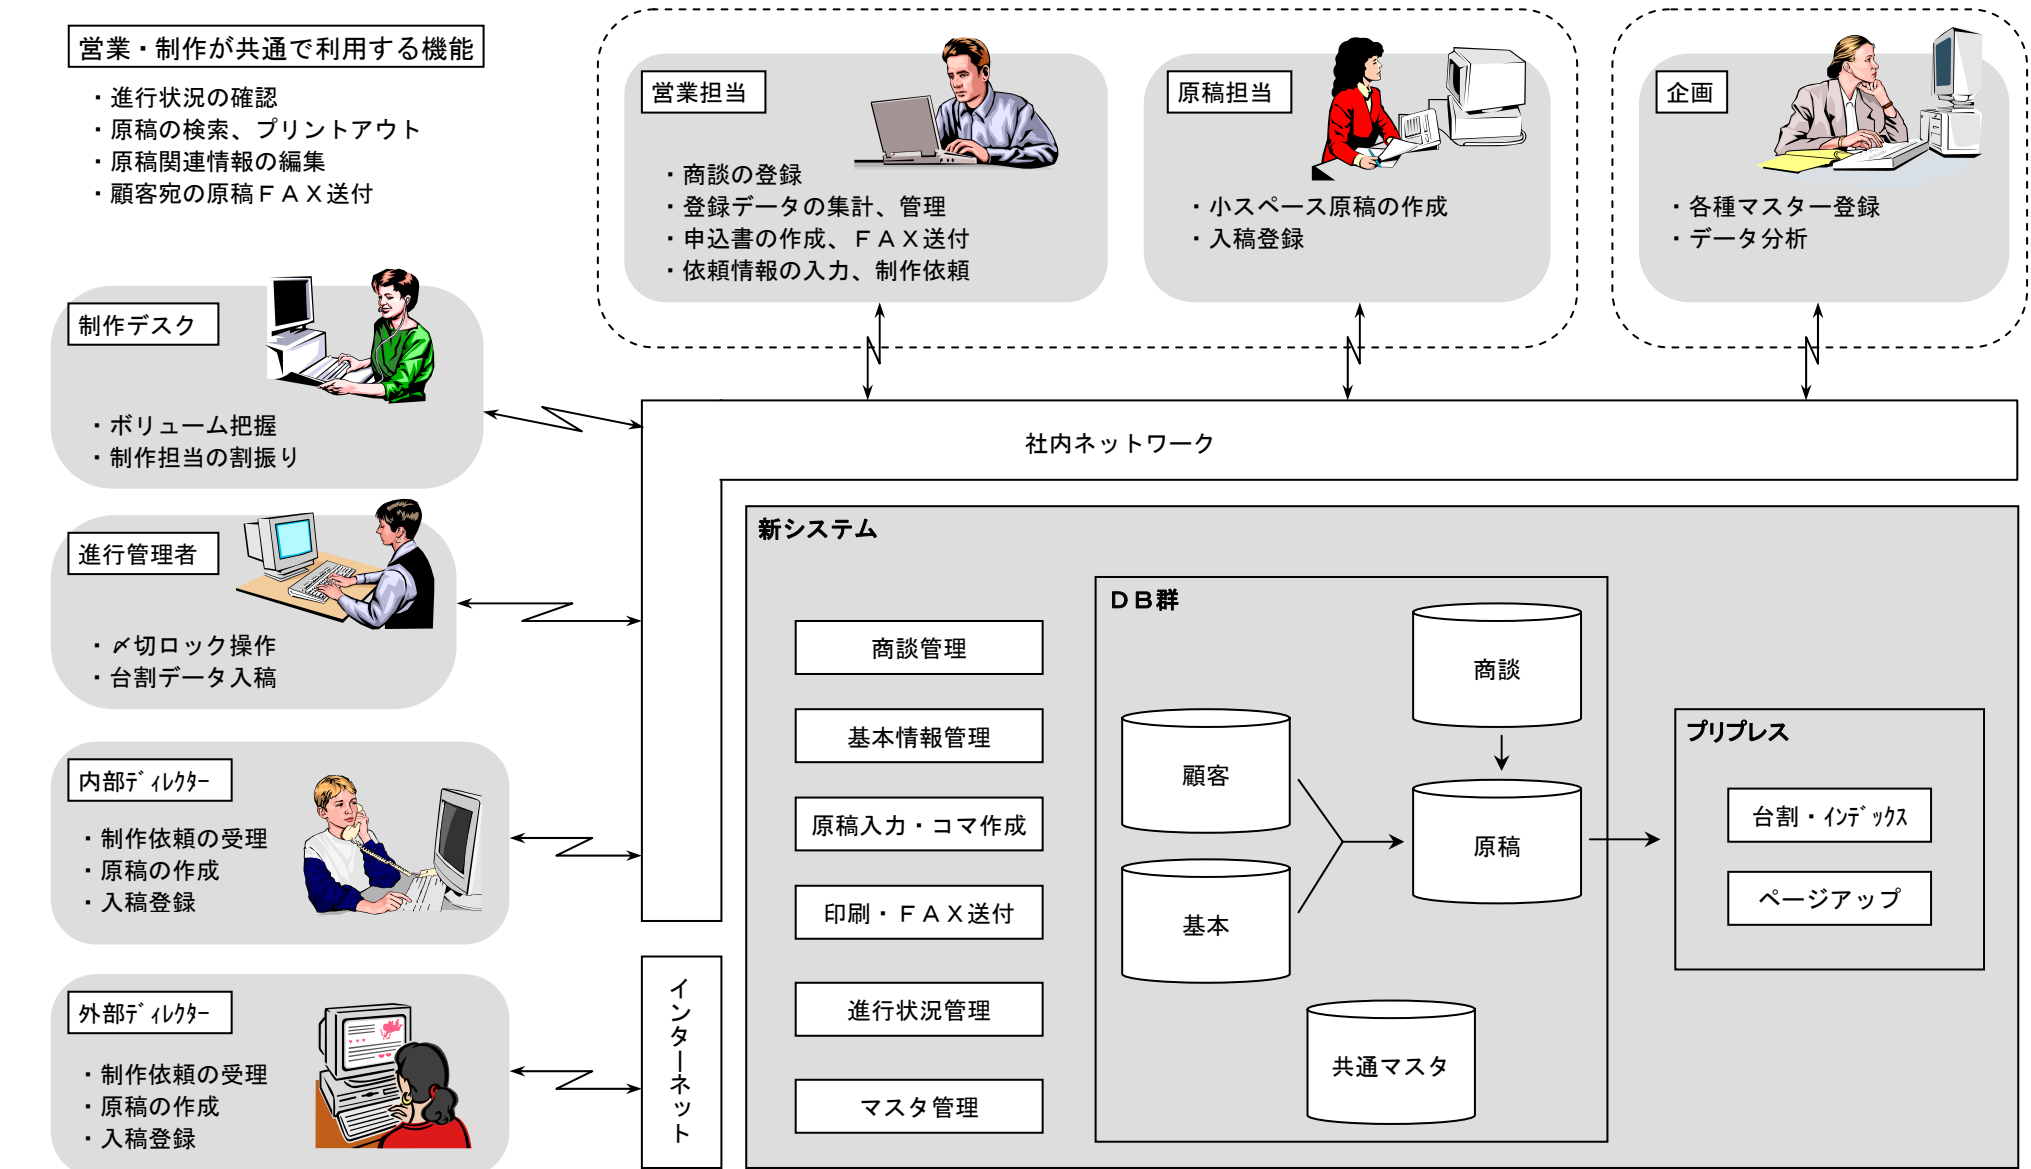 営業・制作が共通で利用する機能
・進行状況の確認
・原稿の検索、プリントアウト
・原稿関連情報の編集
・顧客宛の原稿ＦＡＸ送付
営業担当
・商談の登録
・登録データの集計、管理
・申込書の作成、ＦＡＸ送付
・依頼情報の入力、制作依頼
原稿担当
・小スペース原稿の作成
・入稿登録
企画
・各種マスター登録
・データ分析
制作デスク
・ボリューム把握
・制作担当の割振り
進行管理者
・〆切ロック操作
・台割データ入稿
内部ﾃﾞｨﾚｸﾀｰ
・制作依頼の受理
・原稿の作成
・入稿登録
外部ﾃﾞｨﾚｸﾀｰ
・制作依頼の受理
・原稿の作成
・入稿登録
社内ネットワーク
インターネット
新システム
商談管理
基本情報管理
原稿入力・コマ作成
印刷・ＦＡＸ送付
進行状況管理
マスタ管理
ＤＢ群
商談
顧客
原稿
基本
共通マスタ
プリプレス
台割・ｲﾝﾃﾞｯｸｽ
ページアップ